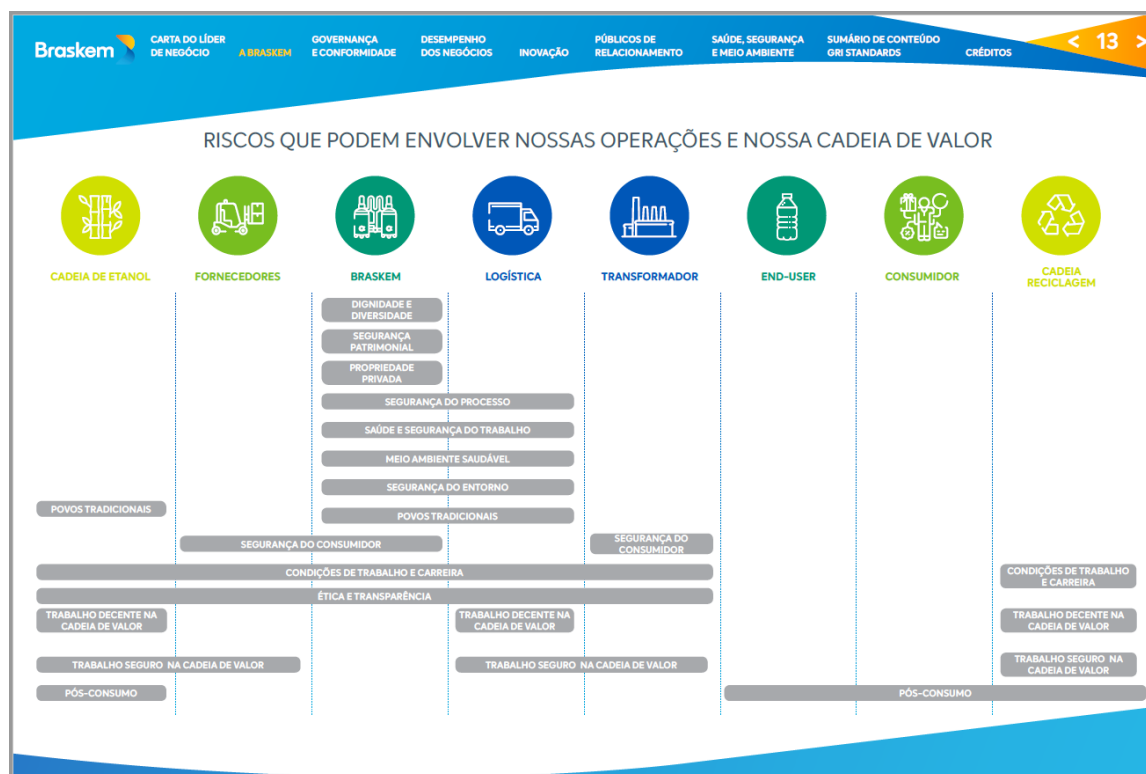 Braskem
CARTA DO LÍDER
DE NEGÓCIO
A BRASKEM
GOVERNANÇA
E CONFORMIDADE
DESEMPENHO
DOS NEGÓCIOS
INOVAÇÃO
PÚBLICOS DE
RELACIONAMENTO
SAÚDE, SEGURANÇA
E MEIO AMBIENTE
SUMÁRIO DE CONTEÚDO
GRI STANDARDS
CRÉDITOS
< 13 >
RISCOS QUE PODEM ENVOLVER NOSSAS OPERAÇÕES E NOSSA CADEIA DE VALOR
CADEIA DE ETANOL
FORNECEDORES
BRASKEM
LOGÍSTICA
TRANSFORMADOR
END-USER
CONSUMIDOR
CADEIA
RECICLAGEM
DIGNIDADE E
DIVERSIDADE
SEGURANÇA
PATRIMONIAL
PROPRIEDADE
PRIVADA
SEGURANÇA DO PROCESSO
SAÚDE E SEGURANÇA DO TRABALHO
MEIO AMBIENTE SAUDÁVEL
SEGURANÇA DO ENTORNO
POVOS TRADICIONAIS
POVOS TRADICIONAIS
SEGURANÇA DO CONSUMIDOR
SEGURANÇA DO
CONSUMIDOR
CONDIÇÕES DE TRABALHO E CARREIRA
CONDIÇÕES DE TRABALHO
E CARREIRA
ÉTICA E TRANSPARÊNCIA
TRABALHO DECENTE NA
CADEIA DE VALOR
TRABALHO DECENTE NA
CADEIA DE VALOR
TRABALHO DECENTE NA
CADEIA DE VALOR
TRABALHO SEGURO NA CADEIA DE VALOR
TRABALHO SEGURO NA CADEIA DE VALOR
TRABALHO SEGURO NA
CADEIA DE VALOR
PÓS-CONSUMO
PÓS-CONSUMO